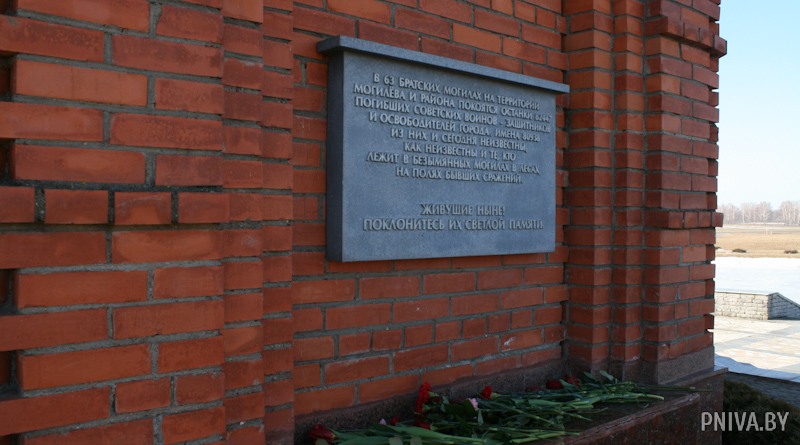 В 63 БРАТСКИХ МОГИЛАХ НА ТЕРРИТОРИИ
МОГИЛЕВА И РАЙОНА ПОКОЯТСЯ ОСТАНКИ
ПОГИБШИХ СОВЕТСКИХ ВОИНОВ - ЗАЩИТНИКОВ
И ОСВОБОДИТЕЛЕЙ ГОРОДА. ИМЕНА
ИЗ НИХ И СЕГОДНЯ НЕИЗВЕСТНЫ,
КАК НЕИЗВЕСТНЫ И ТЕ, КТО
ЛЕЖИТ В БЕЗЫМЯННЫХ МОГИЛАХ В ЛЕСАХ,
НА ПОЛЯХ БЫВШИХ СРАЖЕНИЙ.
ЖИВУЩИЕ НЫНЕ!
ПОКЛОНИТЕСЬ ИХ СВЕТЛОЙ ПАМЯТИ.
PNIVA.BY